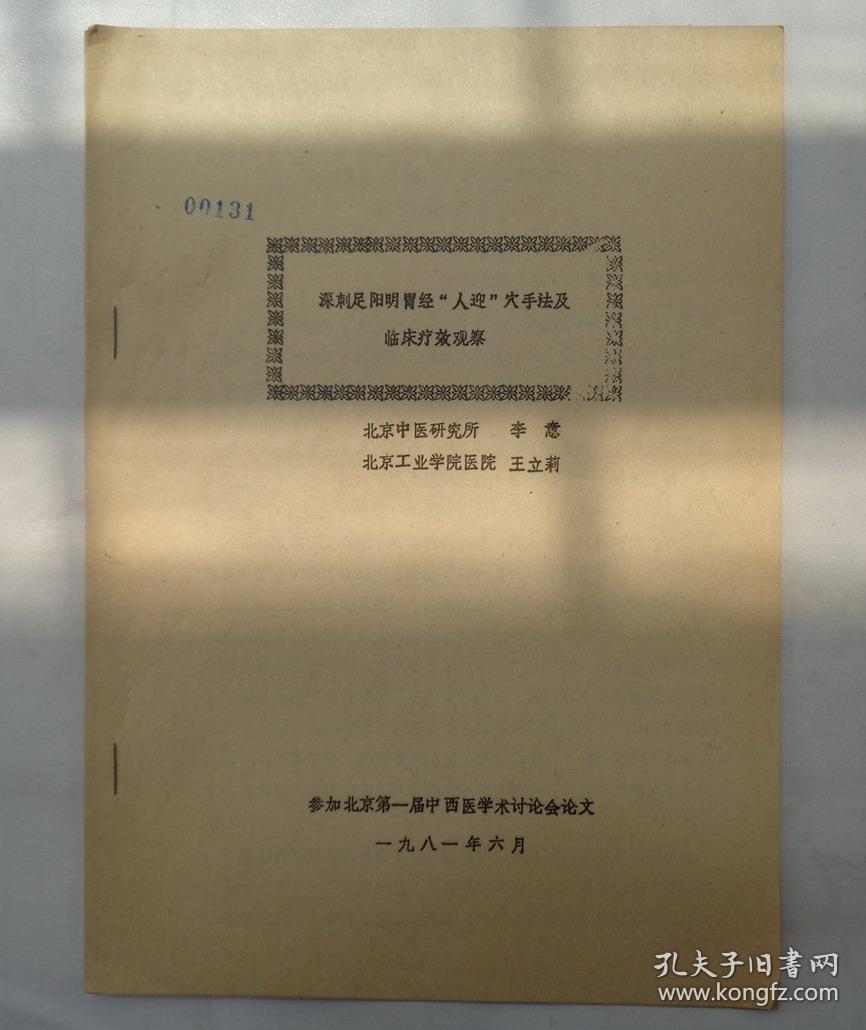 00131
深刺足阳明胃经“人迎”穴手法及
临床疗效观察
北京中医研究所 李 意
北京工业学院医院 王立莉
参加北京第一届中西医学术讨论会论文
一九八一年六月
孔夫子旧書网
www.kongfz.com